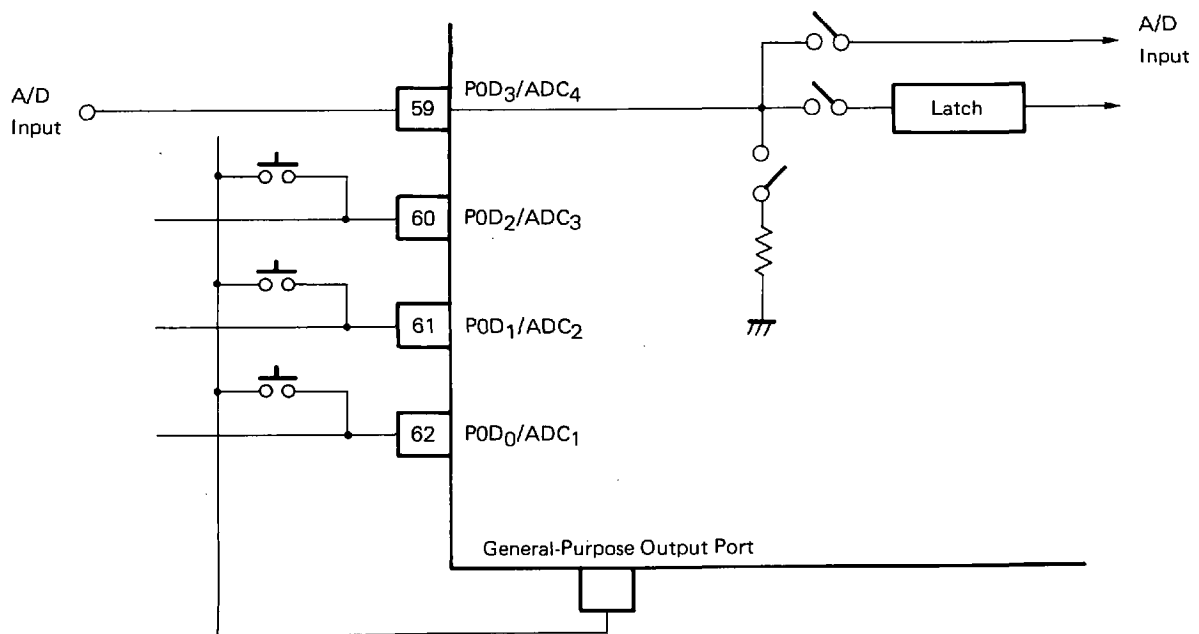 A/D
Input
59
P0D3/ADC4
A/D
Input
Latch
60
P0D2/ADC3
61
P0D1/ADC2
62
P0D0/ADC1
General-Purpose Output Port